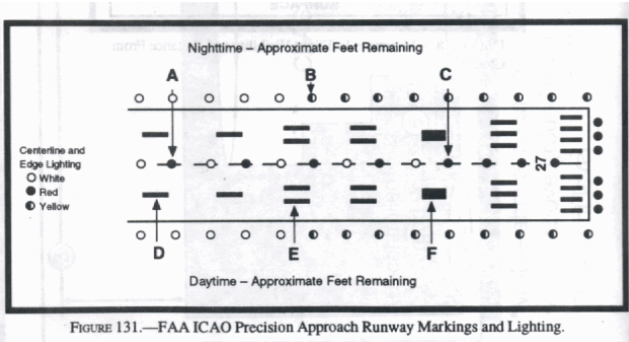 Nighttime – Approximate Feet Remaining
A B C
Centerline and
Edge Lighting
White
Red
Yellow
27
D E F
Daytime – Approximate Feet Remaining
FIGURE 131.—FAA ICAO Precision Approach Runway Markings and Lighting.